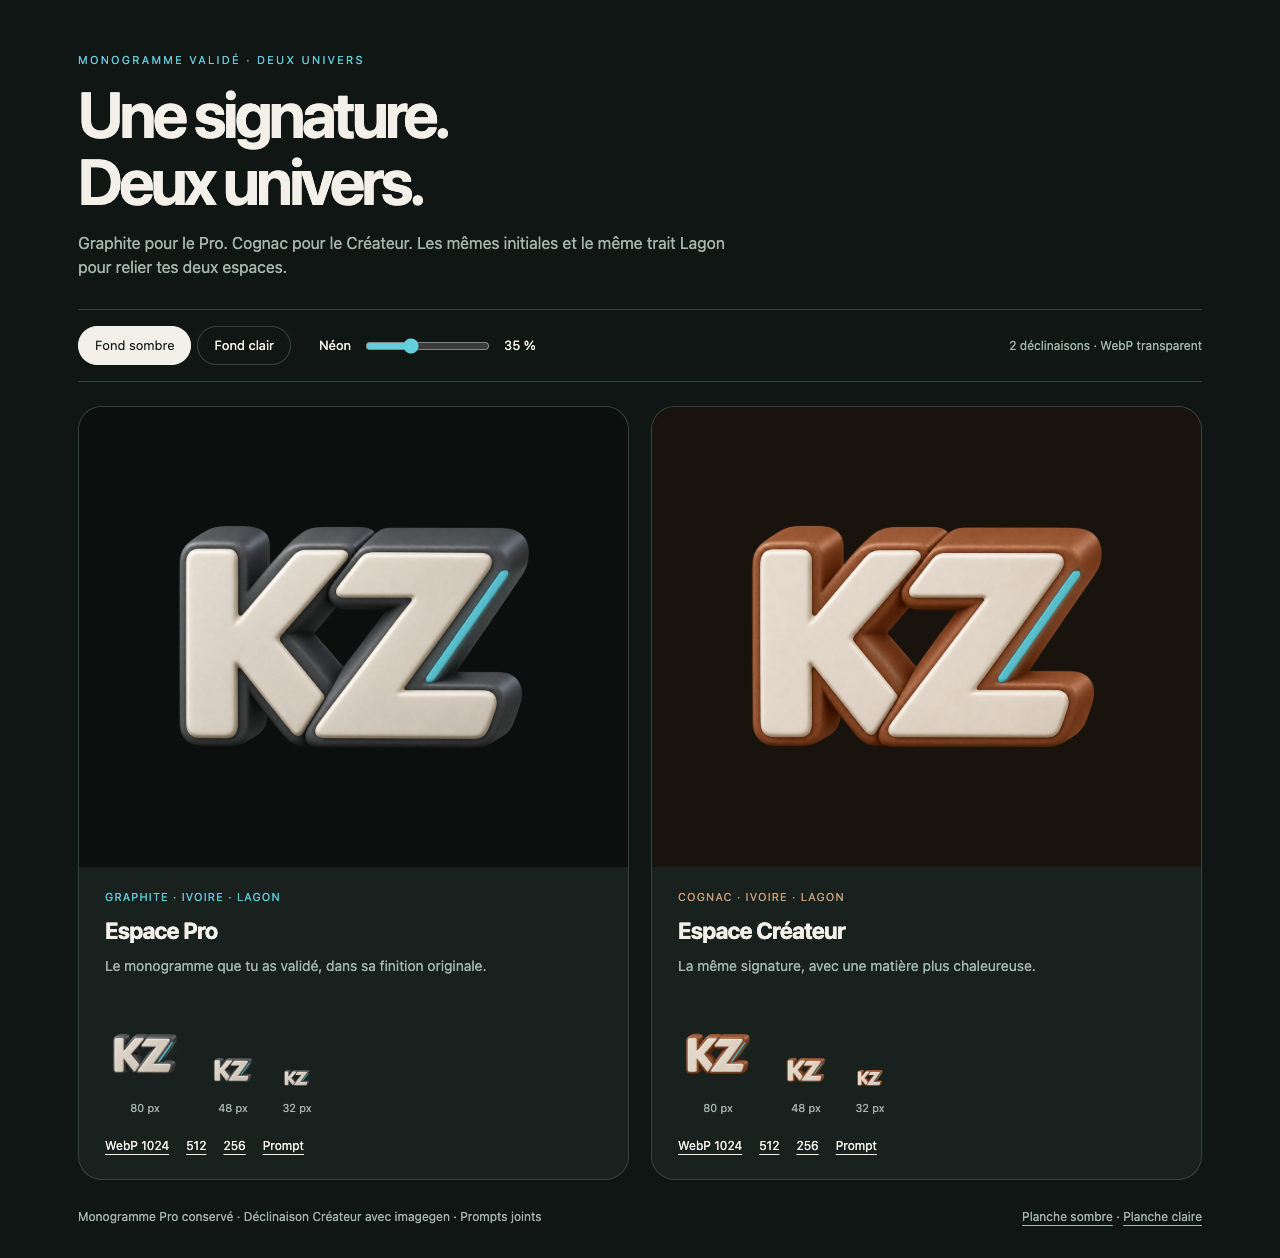 MONOGRAMME VALIDÉ · DEUX UNIVERS
Une signature.
Deux univers.
Graphite pour le Pro. Cognac pour le Créateur. Les mêmes initiales et le même trait Lagon
pour relier tes deux espaces.
Fond sombre Fond clair Néon 35 % 2 déclinaisons · WebP transparent
KZ
GRAPHITE · IVOIRE · LAGON
Espace Pro
Le monogramme que tu as validé, dans sa finition originale.
KZ KZ KZ
80 px 48 px 32 px
WebP 1024 512 256 Prompt
KZ
COGNAC · IVOIRE · LAGON
Espace Créateur
La même signature, avec une matière plus chaleureuse.
KZ KZ KZ
80 px 48 px 32 px
WebP 1024 512 256 Prompt
Monogramme Pro conservé · Déclinaison Créateur avec imagegen · Prompts joints
Planche sombre · Planche claire